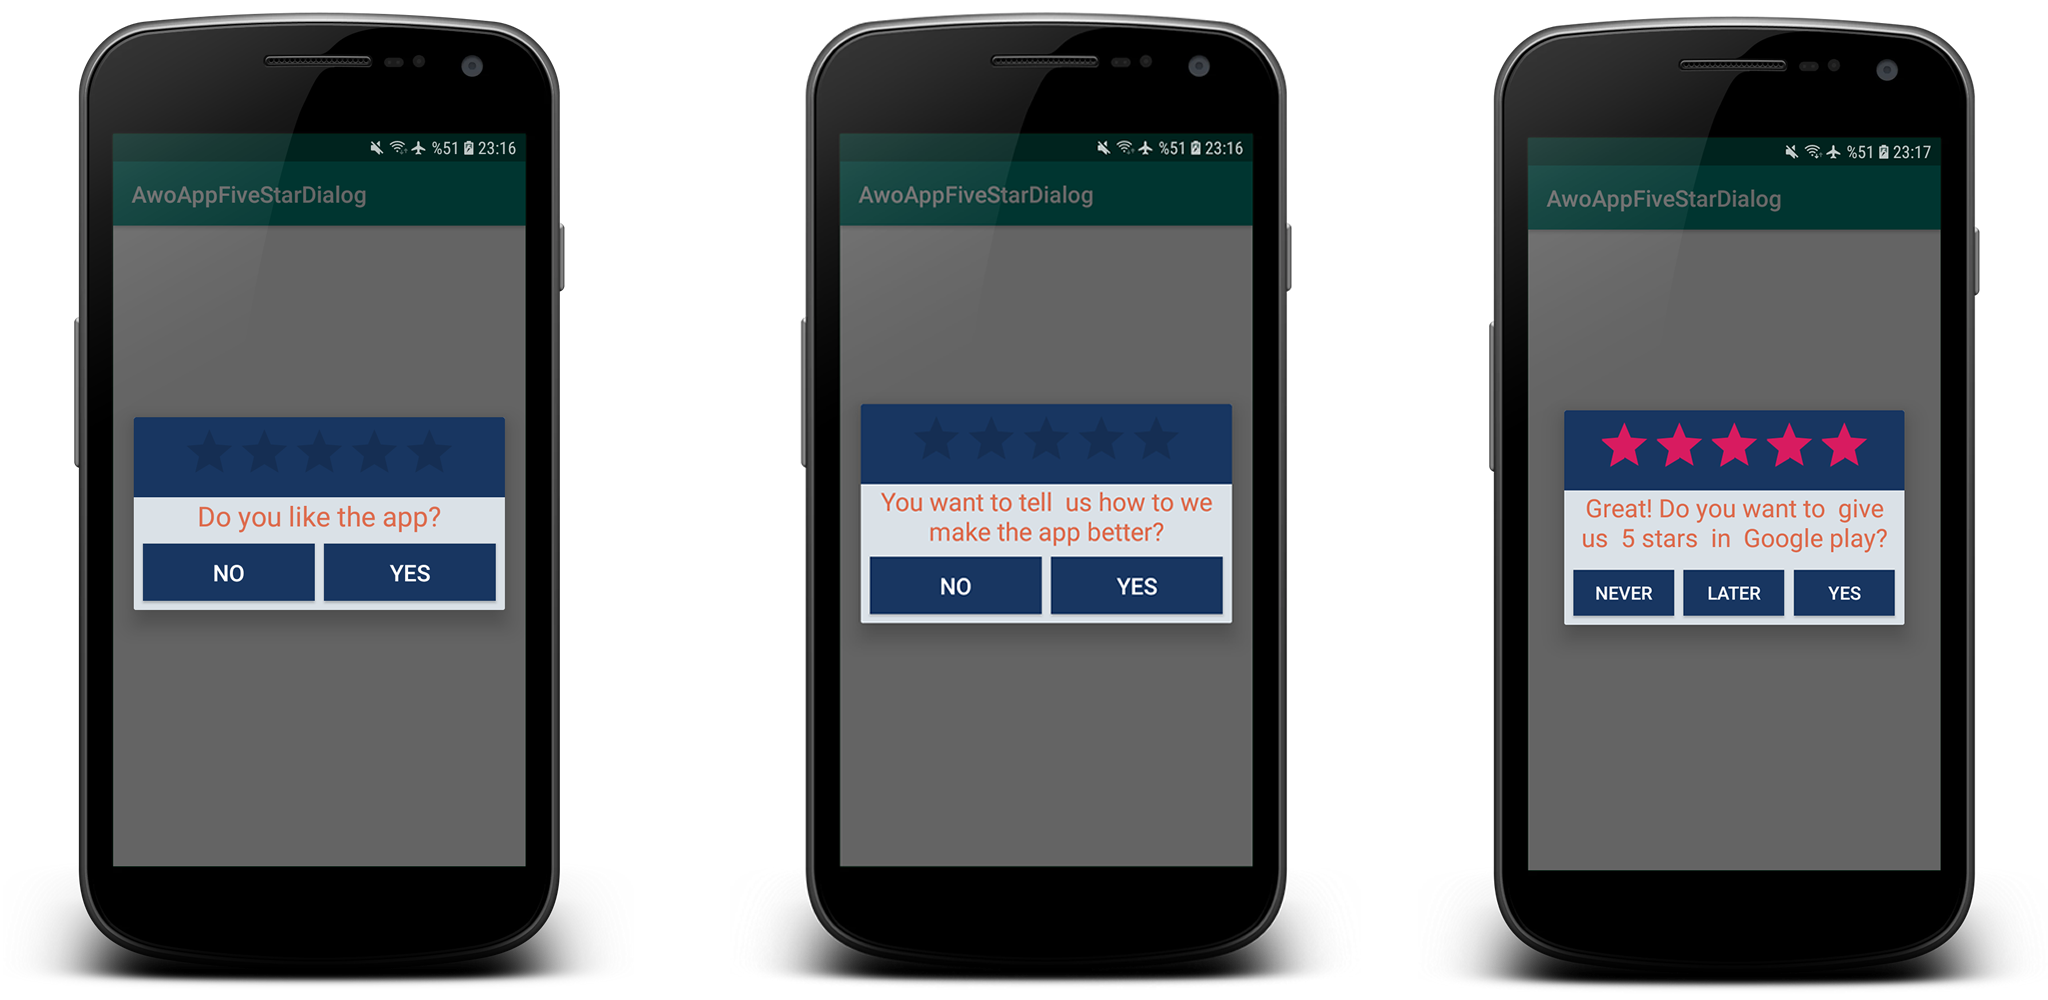 %51 23:16
AwoAppFiveStarDialog
Do you like the app?
NO YES
%51 23:16
AwoAppFiveStarDialog
You want to tell  us how to we
make the app better?
NO YES
%51 23:17
AwoAppFiveStarDialog
Great! Do you want to  give
us  5 stars  in  Google play?
NEVER LATER YES